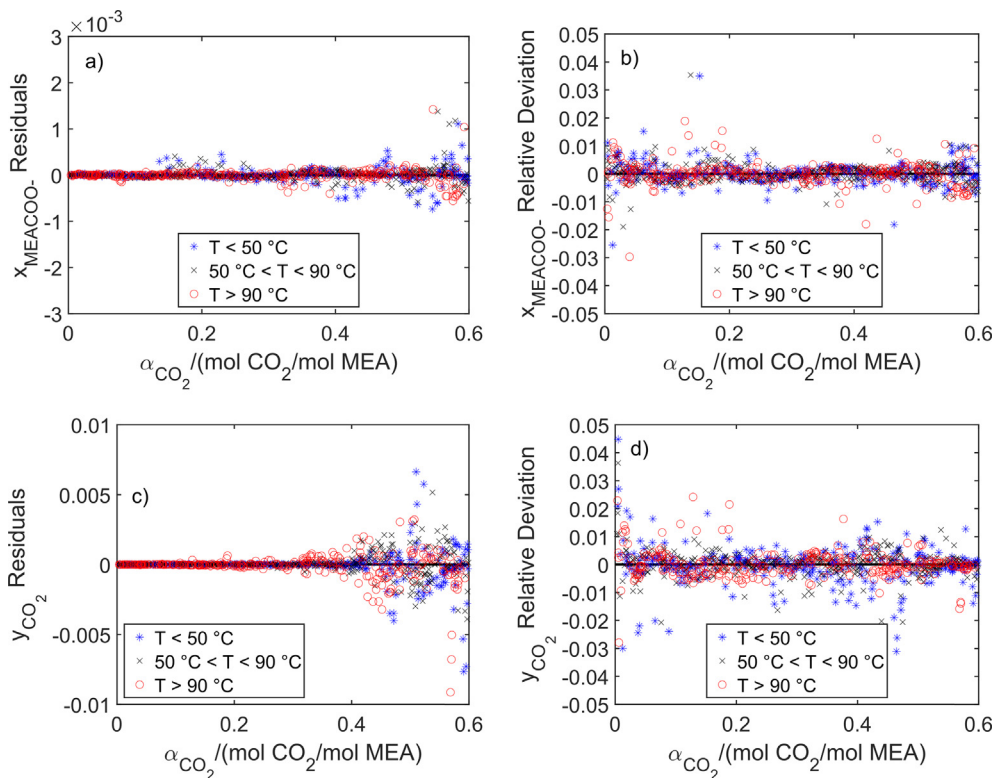 ×10⁻³
3
2
1
0
-1
-2
-3
x_MEACOO- Residuals
a)
T < 50 °C
50 °C < T < 90 °C
T > 90 °C
0 0.2 0.4 0.6
α_CO₂/(mol CO₂/mol MEA)
0.05
0.04
0.03
0.02
0.01
0
-0.01
-0.02
-0.03
-0.04
0.05
x_MEACOO- Relative Deviation
b)
T < 50 °C
50 °C < T < 90 °C
T > 90 °C
0 0.2 0.4 0.6
α_CO₂/(mol CO₂/mol MEA)
0.01
0.005
0
-0.005
-0.01
y_CO₂ Residuals
c)
T < 50 °C
50 °C < T < 90 °C
T > 90 °C
0 0.2 0.4 0.6
α_CO₂/(mol CO₂/mol MEA)
0.05
0.04
0.03
0.02
0.01
0
-0.01
-0.02
-0.03
-0.04
-0.05
y_CO₂ Relative Deviation
d)
T < 50 °C
50 °C < T < 90 °C
T > 90 °C
0 0.2 0.4 0.6
α_CO₂/(mol CO₂/mol MEA)